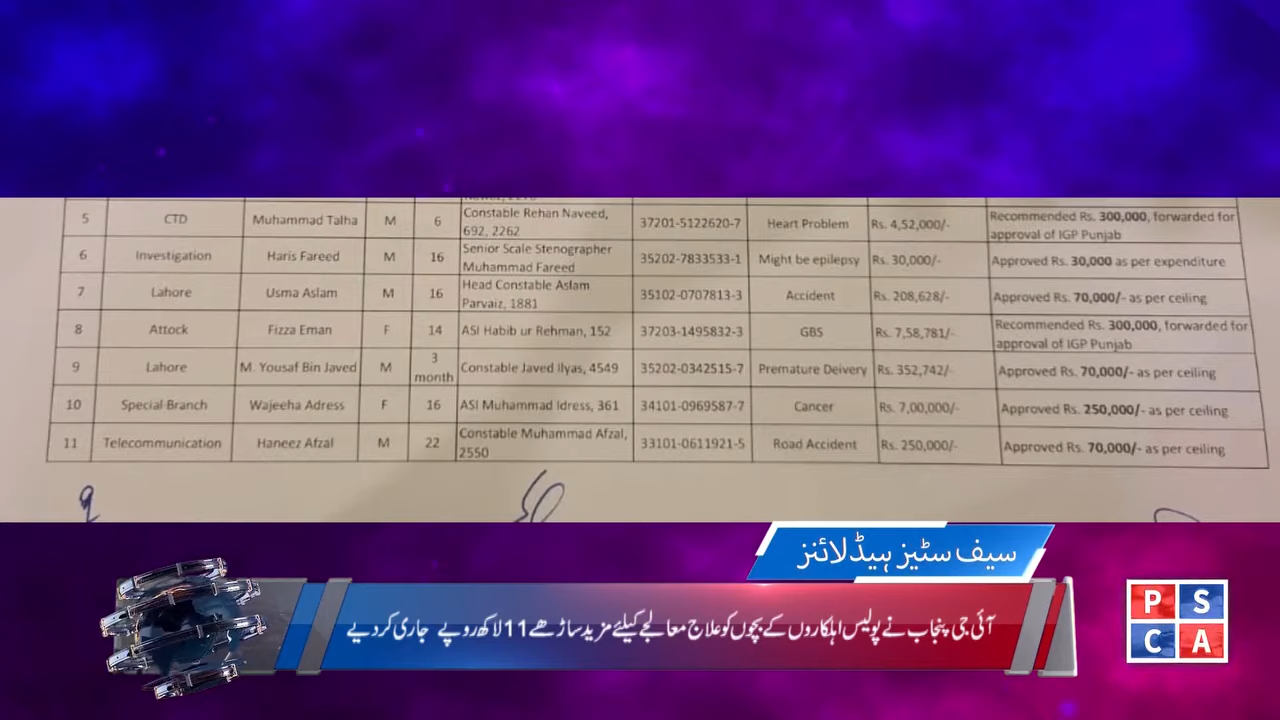 5 CTD Muhammad Talha M 6 Constable Rehan Naveed, 692, 2262 37201-5122620-7 Heart Problem Rs. 4,52,000/- Recommended Rs. 300,000, forwarded for approval of IGP Punjab
6 Investigation Haris Fareed M 16 Senior Scale Stenographer Muhammad Fareed 35202-7833533-1 Might be epilepsy Rs. 30,000/- Approved Rs. 30,000 as per expenditure
7 Lahore Usma Aslam M 16 Head Constable Aslam Parvaiz, 1881 35102-0707813-3 Accident Rs. 208,628/- Approved Rs. 70,000/- as per ceiling
8 Attock Fizza Eman F 14 ASI Habib ur Rehman, 152 37203-1495832-3 GBS Rs. 7,58,781/- Recommended Rs. 300,000, forwarded for approval of IGP Punjab
9 Lahore M. Yousaf Bin Javed M 3 month Constable Javed Ilyas, 4549 35202-0342515-7 Premature Deivery Rs. 352,742/- Approved Rs. 70,000/- as per ceiling
10 Special Branch Wajeeha Adress F 16 ASI Muhammad Idress, 361 34101-0969587-7 Cancer Rs. 7,00,000/- Approved Rs. 250,000/- as per ceiling
11 Telecommunication Haneez Afzal M 22 Constable Muhammad Afzal, 2550 33101-0611921-5 Road Accident Rs. 250,000/- Approved Rs. 70,000/- as per ceiling
سیف سٹیز ہیڈلائنز
آئی جی پنجاب نے پولیس اہلکاروں کے بچوں کو علاج معالجے کیلئے مزید ساڑھے 11 لاکھ روپے جاری کر دیے
PS
CA